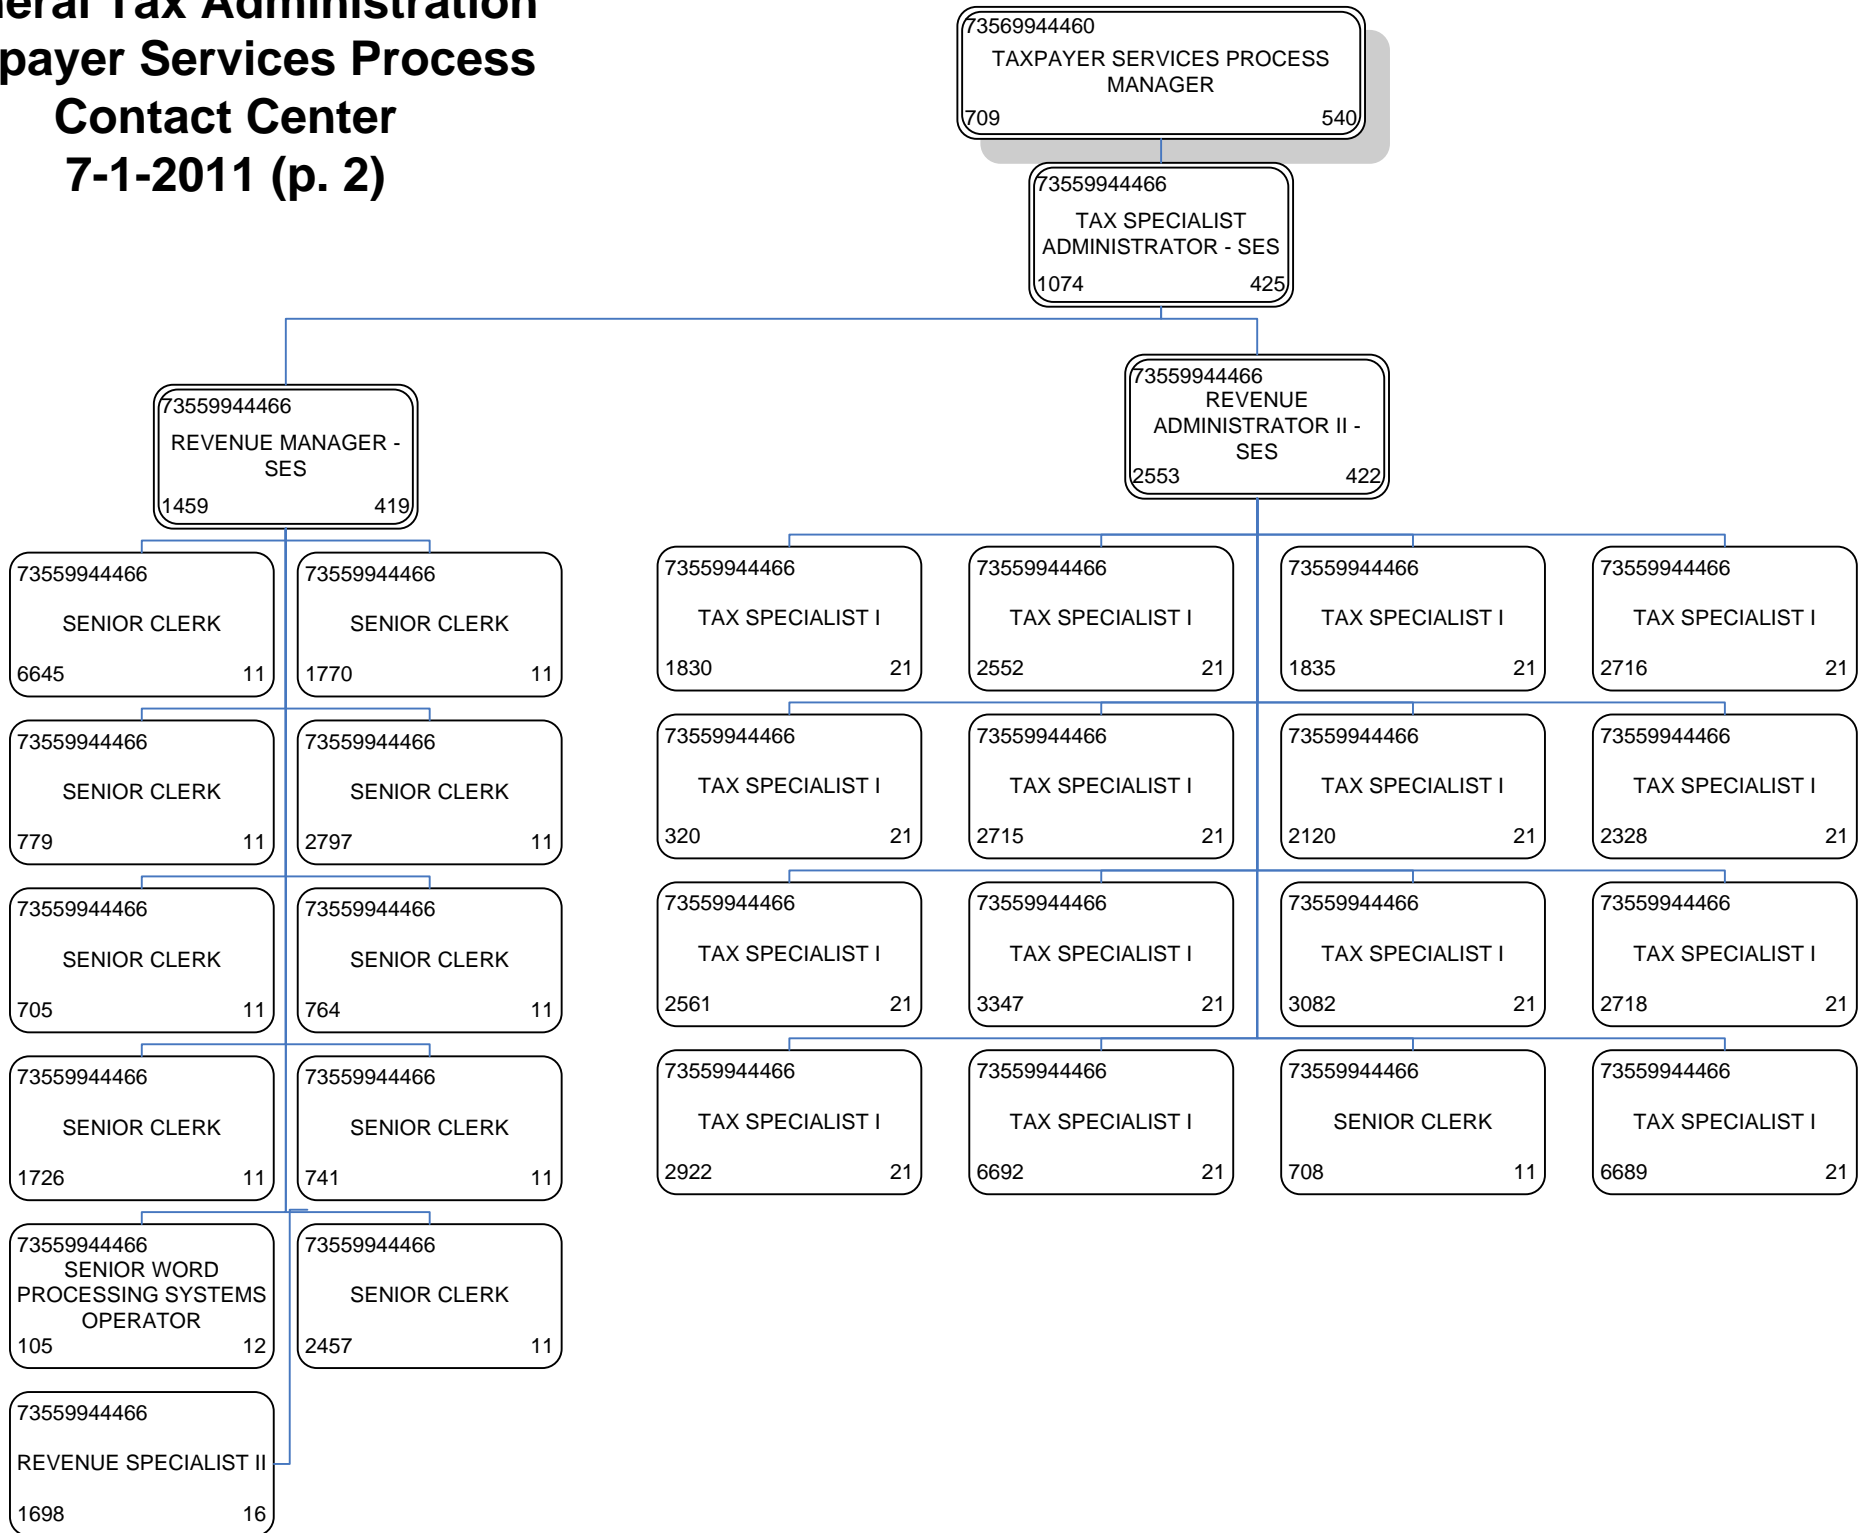 neral Tax Administration
payer Services Process
Contact Center
7-1-2011 (p. 2)
73569944460
TAXPAYER SERVICES PROCESS
MANAGER
709 540
73559944466
TAX SPECIALIST
ADMINISTRATOR - SES
1074 425
73559944466
REVENUE MANAGER -
SES
1459 419
73559944466
REVENUE
ADMINISTRATOR II -
SES
2553 422
73559944466
SENIOR CLERK
6645 11
73559944466
SENIOR CLERK
1770 11
73559944466
SENIOR CLERK
779 11
73559944466
SENIOR CLERK
2797 11
73559944466
SENIOR CLERK
705 11
73559944466
SENIOR CLERK
764 11
73559944466
SENIOR CLERK
1726 11
73559944466
SENIOR CLERK
741 11
73559944466
SENIOR WORD
PROCESSING SYSTEMS
OPERATOR
105 12
73559944466
SENIOR CLERK
2457 11
73559944466
REVENUE SPECIALIST II
1698 16
73559944466
TAX SPECIALIST I
1830 21
73559944466
TAX SPECIALIST I
2552 21
73559944466
TAX SPECIALIST I
1835 21
73559944466
TAX SPECIALIST I
2716 21
73559944466
TAX SPECIALIST I
320 21
73559944466
TAX SPECIALIST I
2715 21
73559944466
TAX SPECIALIST I
2120 21
73559944466
TAX SPECIALIST I
2328 21
73559944466
TAX SPECIALIST I
2561 21
73559944466
TAX SPECIALIST I
3347 21
73559944466
TAX SPECIALIST I
3082 21
73559944466
TAX SPECIALIST I
2718 21
73559944466
TAX SPECIALIST I
2922 21
73559944466
TAX SPECIALIST I
6692 21
73559944466
SENIOR CLERK
708 11
73559944466
TAX SPECIALIST I
6689 21